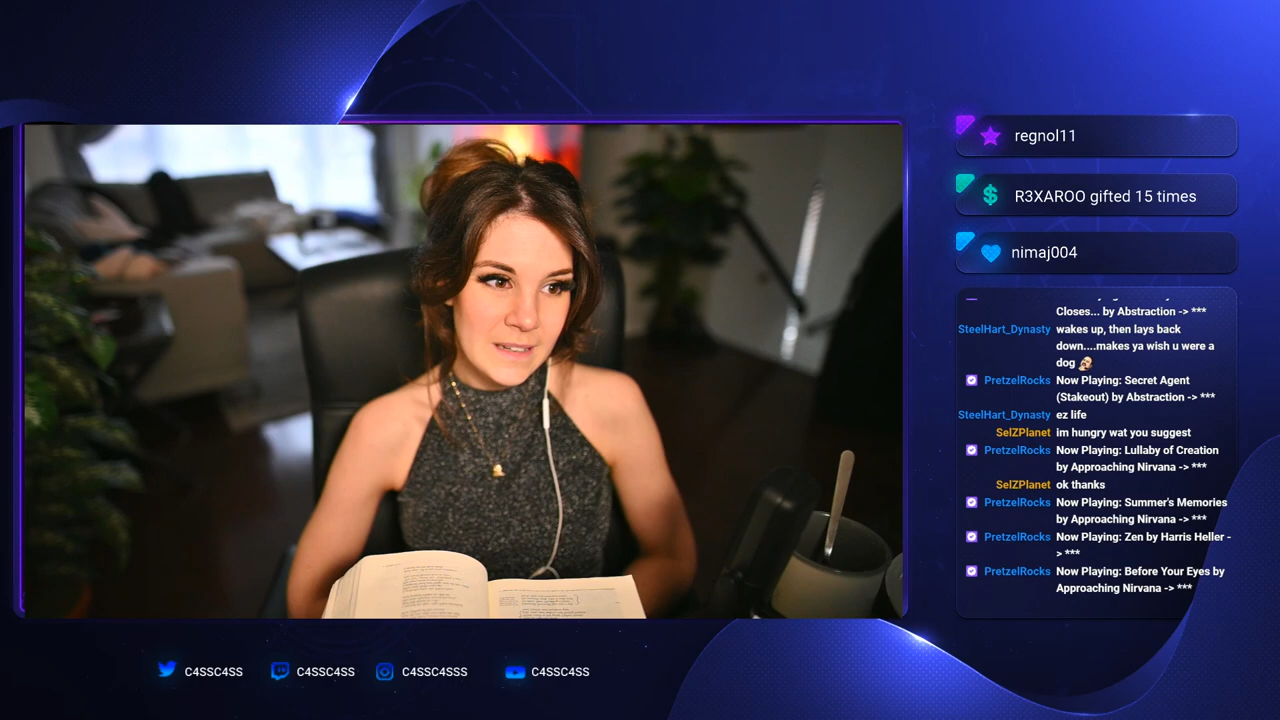 regnol11
R3XAROO gifted 15 times
nimaj004
Closes... by Abstraction -> ***
SteelHart_Dynasty wakes up, then lays back
down....makes ya wish u were a
dog
PretzelRocks Now Playing: Secret Agent
(Stakeout) by Abstraction -> ***
SteelHart_Dynasty ez life
SelZPlanet im hungry wat you suggest
PretzelRocks Now Playing: Lullaby of Creation
by Approaching Nirvana -> ***
SelZPlanet ok thanks
PretzelRocks Now Playing: Summer's Memories
by Approaching Nirvana -> ***
PretzelRocks Now Playing: Zen by Harris Heller -
> ***
PretzelRocks Now Playing: Before Your Eyes by
Approaching Nirvana -> ***
C4SSC4SS C4SSC4SS C4SSC4SSS C4SSC4SS